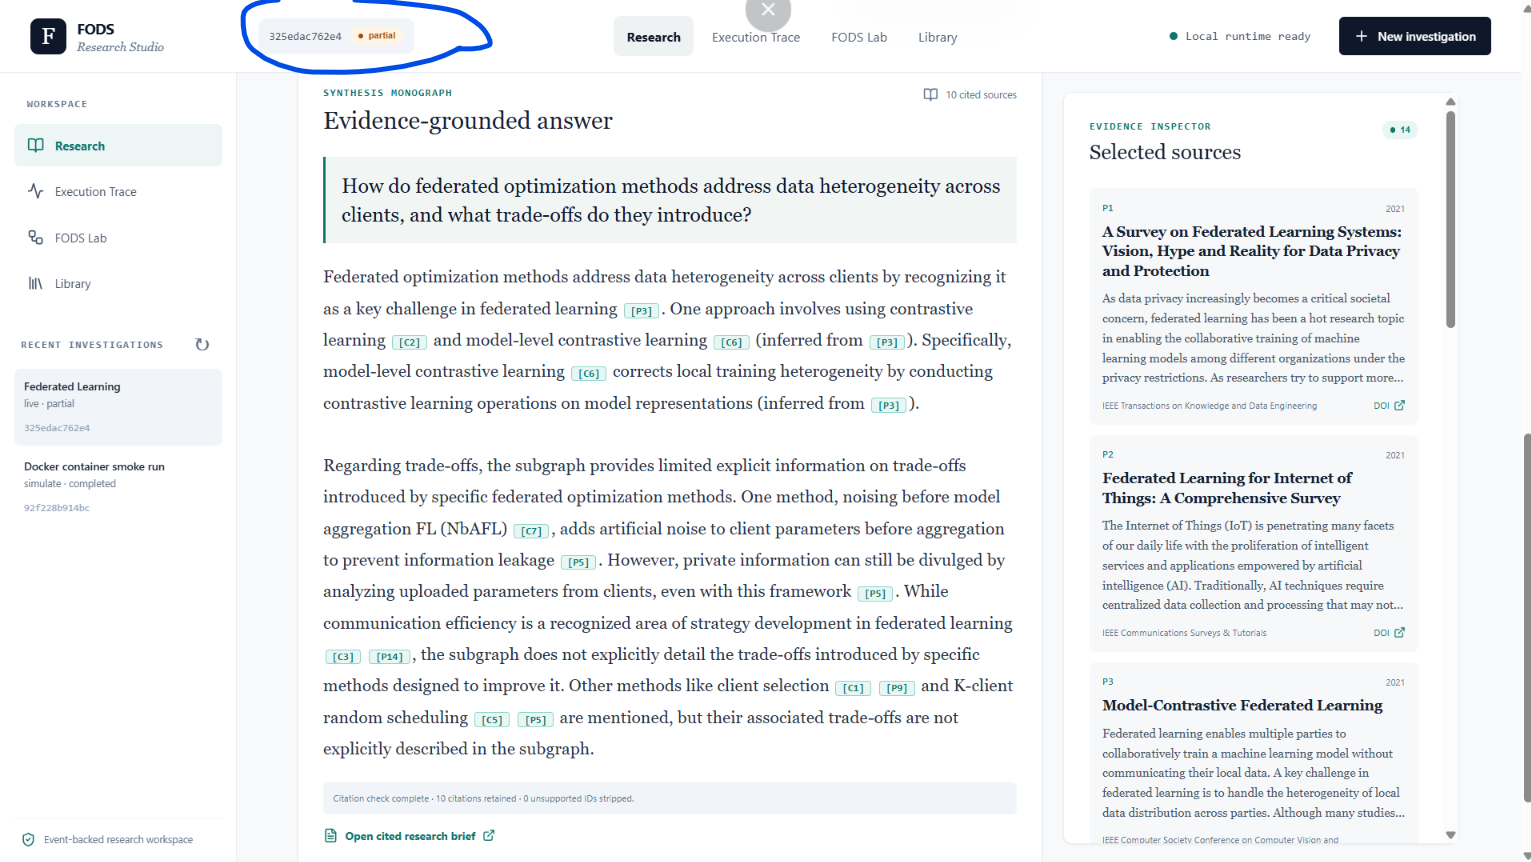 F
FODS
Research Studio
325edac762e4 partial
Research
Execution Trace
FODS Lab
Library
Local runtime ready
+ New investigation
WORKSPACE
Research
Execution Trace
FODS Lab
Library
RECENT INVESTIGATIONS
Federated Learning
live · partial
325edac762e4
Docker container smoke run
simulate · completed
92f228b914bc
Event-backed research workspace
SYNTHESIS MONOGRAPH
10 cited sources
Evidence-grounded answer
How do federated optimization methods address data heterogeneity across
clients, and what trade-offs do they introduce?
Federated optimization methods address data heterogeneity across clients by recognizing it
as a key challenge in federated learning [P3] . One approach involves using contrastive
learning [C2] and model-level contrastive learning [C6] (inferred from [P3] ). Specifically,
model-level contrastive learning [C6] corrects local training heterogeneity by conducting
contrastive learning operations on model representations (inferred from [P3] ).
Regarding trade-offs, the subgraph provides limited explicit information on trade-offs
introduced by specific federated optimization methods. One method, noising before model
aggregation FL (NbAFL) [C7] , adds artificial noise to client parameters before aggregation
to prevent information leakage [P5] . However, private information can still be divulged by
analyzing uploaded parameters from clients, even with this framework [P5] . While
communication efficiency is a recognized area of strategy development in federated learning
[C3] [P14] , the subgraph does not explicitly detail the trade-offs introduced by specific
methods designed to improve it. Other methods like client selection [C1] [P9] and K-client
random scheduling [C5] [P5] are mentioned, but their associated trade-offs are not
explicitly described in the subgraph.
Citation check complete · 10 citations retained · 0 unsupported IDs stripped.
Open cited research brief
EVIDENCE INSPECTOR
14
Selected sources
P1 2021
A Survey on Federated Learning Systems:
Vision, Hype and Reality for Data Privacy
and Protection
As data privacy increasingly becomes a critical societal
concern, federated learning has been a hot research topic
in enabling the collaborative training of machine
learning models among different organizations under the
privacy restrictions. As researchers try to support more...
IEEE Transactions on Knowledge and Data Engineering DOI
P2 2021
Federated Learning for Internet of
Things: A Comprehensive Survey
The Internet of Things (IoT) is penetrating many facets
of our daily life with the proliferation of intelligent
services and applications empowered by artificial
intelligence (AI). Traditionally, AI techniques require
centralized data collection and processing that may not...
IEEE Communications Surveys & Tutorials DOI
P3 2021
Model-Contrastive Federated Learning
Federated learning enables multiple parties to
collaboratively train a machine learning model without
communicating their local data. A key challenge in
federated learning is to handle the heterogeneity of local
data distribution across parties. Although many studies...
IEEE Computer Society Conference on Computer Vision and